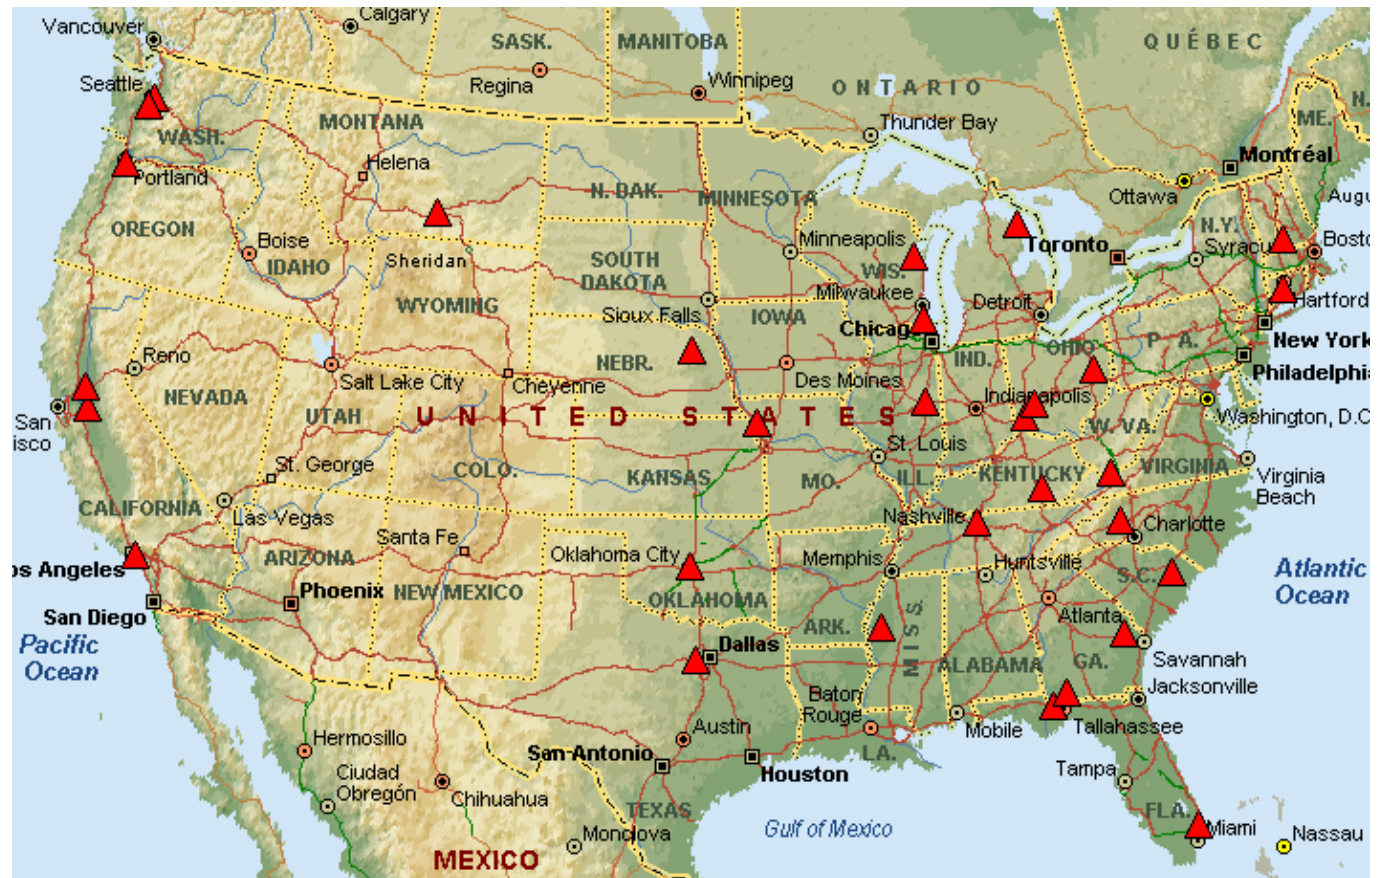 Calgary
Vancouver
SASK.
MANITOBA
QUÉBEC
Seattle
Regina
Winnipeg
ONTARIO
N.
MONTANA
Thunder Bay
ME.
WASH.
Helena
Montréal
Portland
N. DAK.
MINNESOTA
Ottawa
Augu
OREGON
Boise
Minneapolis
N.Y.
Toronto
Syracu
Bosto
IDAHO
Sheridan
SOUTH
DAKOTA
WIS.
WYOMING
Milwaukee
Detroit
Hartford
Sioux Falls
IOWA
Chicag
New York
Reno
NEBR.
IND.
OHIO
P. A.
Salt Lake City
Cheyenne
Des Moines
Philadelphia
NEVADA
Indianapolis
UTAH
UNITED STATES
Washington, D.C
San
isco
St. Louis
W. VA.
St. George
COLO.
KANSAS
MO.
ILL.
KENTUCKY
VIRGINIA
Virginia
Beach
CALIFORNIA
Las Vegas
Nashville
Charlotte
Santa Fe
ARIZONA
Oklahoma City
Memphis
Huntsville
os Angeles
Phoenix
NEW MEXICO
OKLAHOMA
S.C.
Atlantic
Ocean
San Diego
ARK.
MISS.
Atlanta
Pacific
Ocean
Dallas
ALABAMA
GA.
Savannah
Baton
Rouge
Jacksonville
Hermosillo
Austin
Mobile
Tallahassee
San Antonio
LA.
Ciudad
Obregón
Houston
Tampa
Chihuahua
TEXAS
FLA.
Monclova
Gulf of Mexico
Miami
Nassau
MEXICO